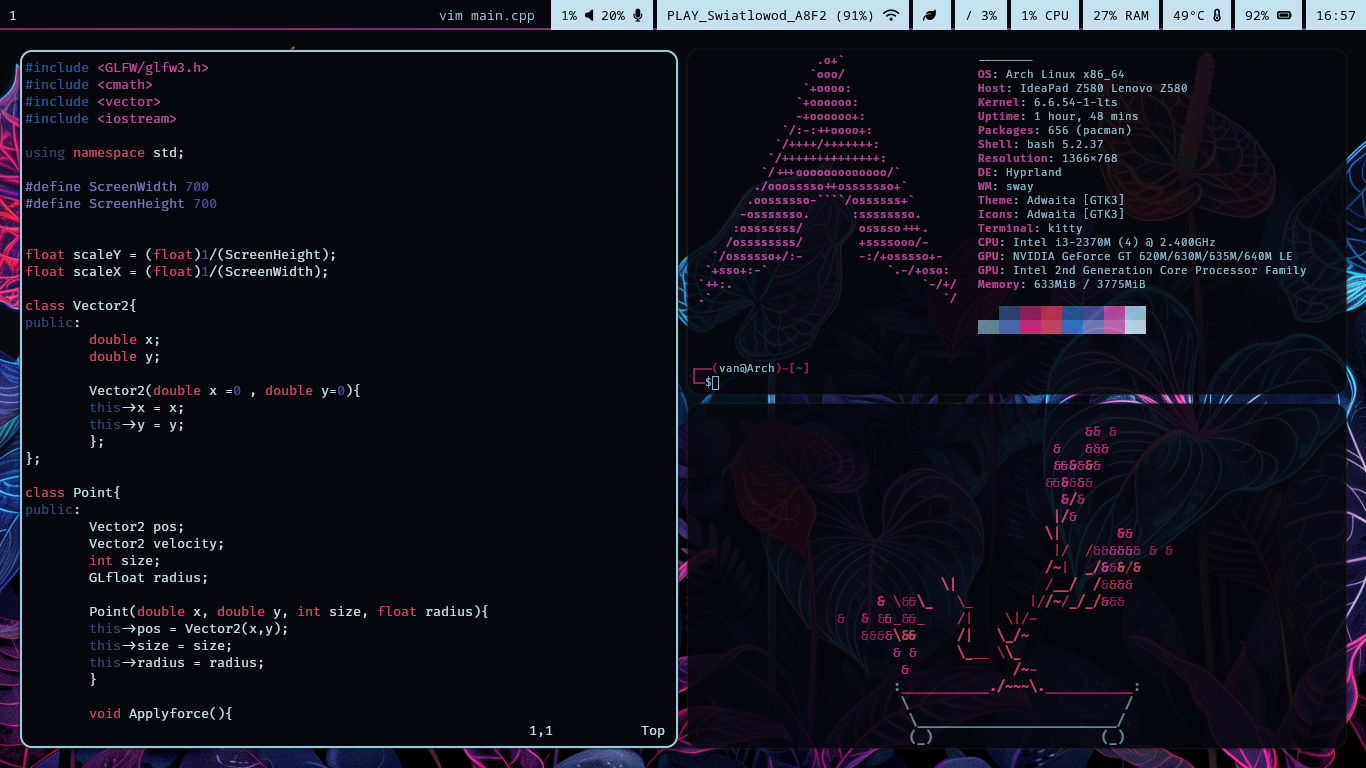 1 vim main.cpp 1% 20% PLAY_Swiatlowod_A8F2 (91%) / 3% 1% CPU 27% RAM 49°C 92% 16:57
#include <GLFW/glfw3.h>
#include <cmath>
#include <vector>
#include <iostream>
using namespace std;
#define ScreenWidth 700
#define ScreenHeight 700
float scaleY = (float)1/(ScreenHeight);
float scaleX = (float)1/(ScreenWidth);
class Vector2{
public:
double x;
double y;
Vector2(double x =0 , double y=0){
this->x = x;
this->y = y;
};
};
class Point{
public:
Vector2 pos;
Vector2 velocity;
int size;
GLfloat radius;
Point(double x, double y, int size, float radius){
this->pos = Vector2(x,y);
this->size = size;
this->radius = radius;
}
void Applyforce(){
1,1 Top
--------
OS: Arch Linux x86_64
Host: IdeaPad Z580 Lenovo Z580
Kernel: 6.6.54-1-lts
Uptime: 1 hour, 48 mins
Packages: 656 (pacman)
Shell: bash 5.2.37
Resolution: 1366x768
DE: Hyprland
WM: sway
Theme: Adwaita [GTK3]
Icons: Adwaita [GTK3]
Terminal: kitty
CPU: Intel i3-2370M (4) @ 2.400GHz
GPU: NVIDIA GeForce GT 620M/630M/635M/640M LE
GPU: Intel 2nd Generation Core Processor Family
Memory: 633MiB / 3775MiB
┌──(van@Arch)-[~]
└─$